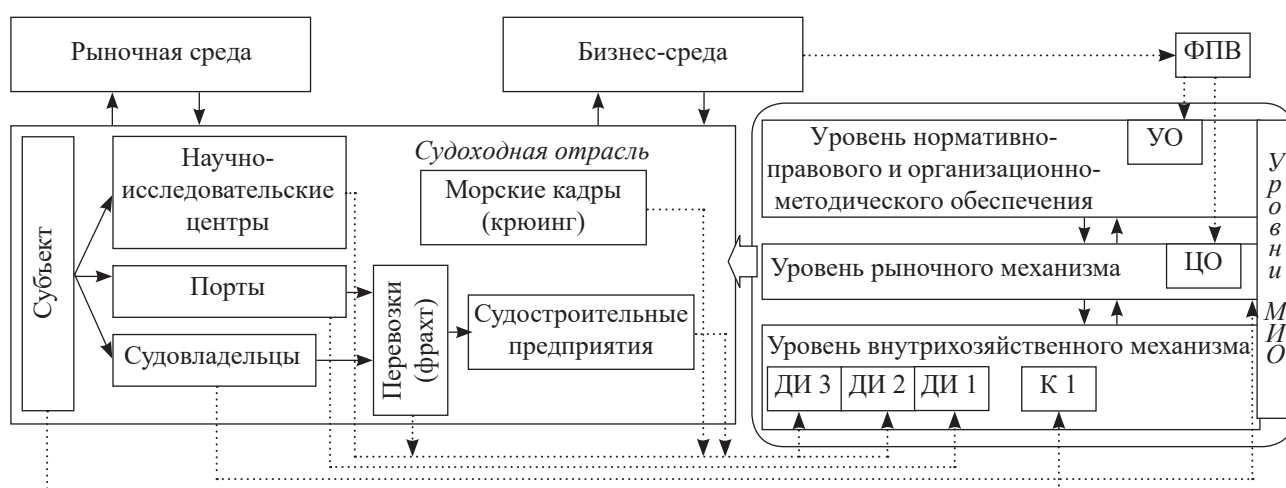 Рыночная среда
Бизнес-среда
ФПВ
Субъект
Научно-
исследовательские
центры
Судоходная отрасль
Морские кадры
(крюинг)
Порты
Судовладельцы
Перевозки
(фрахт)
Судостроительные
предприятия
Уровень нормативно-
правового и организационно-
методического обеспечения
УО
Уровень рыночного механизма
ЦО
Уровень внутрихозяйственного механизма
ДИ 3
ДИ 2
ДИ 1
К 1
Уровни МИО